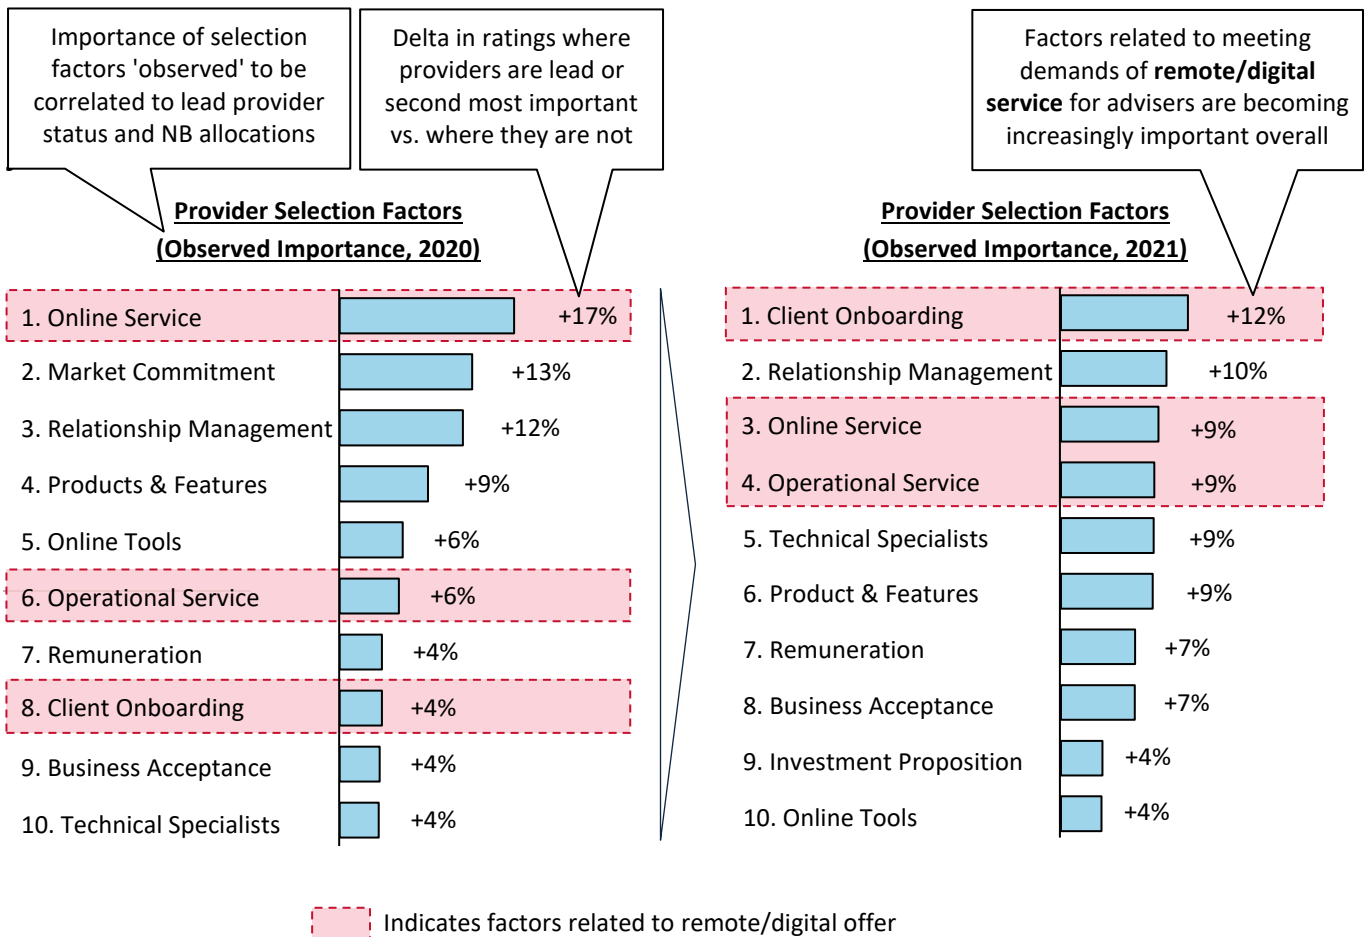 Importance of selection
factors 'observed' to be
correlated to lead provider
status and NB allocations
Delta in ratings where
providers are lead or
second most important
vs. where they are not
Factors related to meeting
demands of remote/digital
service for advisers are becoming
increasingly important overall
Provider Selection Factors
(Observed Importance, 2020)
1. Online Service +17%
2. Market Commitment +13%
3. Relationship Management +12%
4. Products & Features +9%
5. Online Tools +6%
6. Operational Service +6%
7. Remuneration +4%
8. Client Onboarding +4%
9. Business Acceptance +4%
10. Technical Specialists +4%
Provider Selection Factors
(Observed Importance, 2021)
1. Client Onboarding +12%
2. Relationship Management +10%
3. Online Service +9%
4. Operational Service +9%
5. Technical Specialists +9%
6. Product & Features +9%
7. Remuneration +7%
8. Business Acceptance +7%
9. Investment Proposition +4%
10. Online Tools +4%
Indicates factors related to remote/digital offer